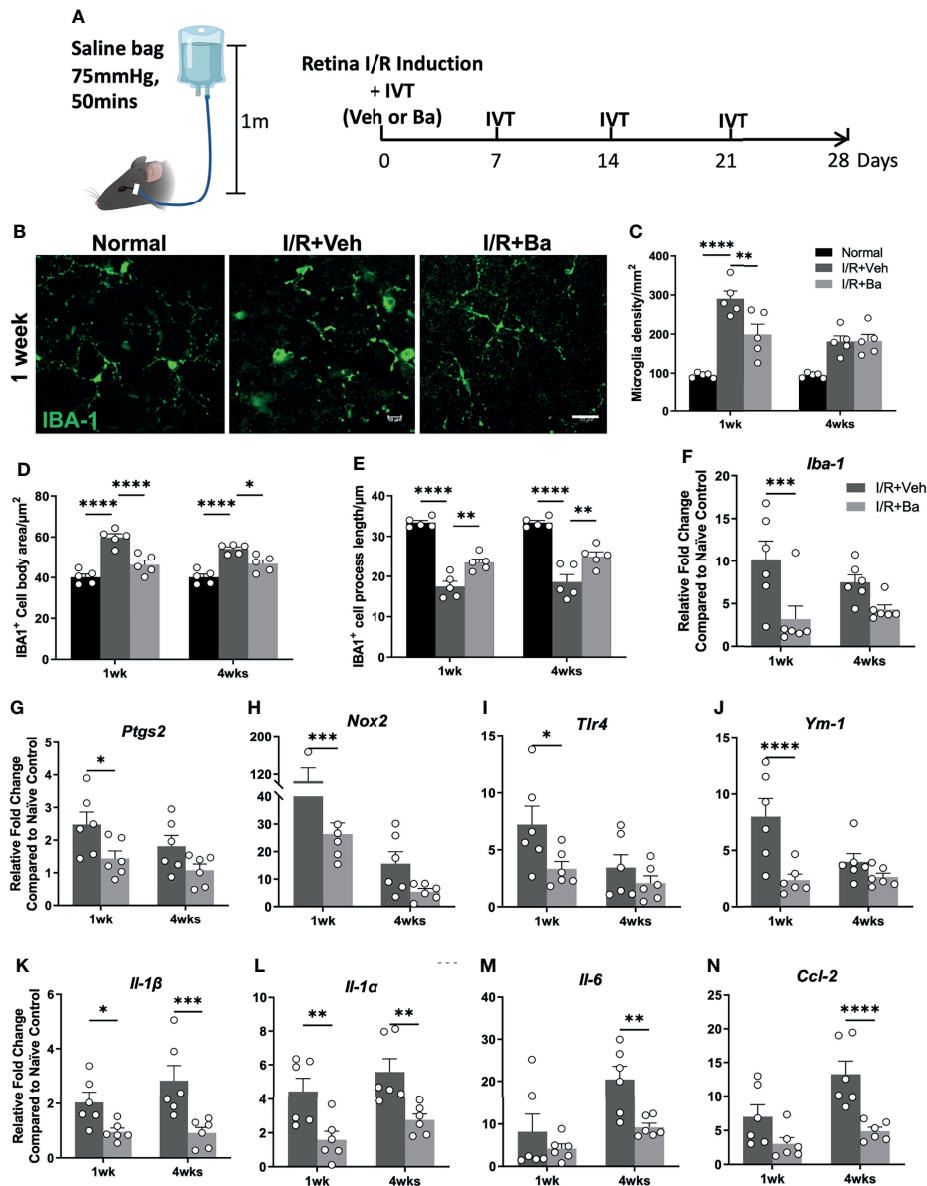 A
Saline bag
75mmHg,
50mins
1m
Retina I/R Induction
+ IVT
(Veh or Ba)
IVT IVT IVT
0 7 14 21 28 Days
B
Normal I/R+Veh I/R+Ba
1 week
IBA-1
10 μm
C
Microglia density/mm²
400
300
200
100
0
**** **
Normal
I/R+Veh
I/R+Ba
1wk 4wks
D
IBA1⁺ Cell body area/μm²
80
60
40
20
0
**** **** **** *
1wk 4wks
E
IBA1⁺ cell process length/μm
40
30
20
10
0
**** ** **** **
1wk 4wks
F
Iba-1
Relative Fold Change
Compared to Naïve Control
20
15
10
5
0
***
I/R+Veh
I/R+Ba
1wk 4wks
G
Ptgs2
Relative Fold Change
Compared to Naïve Control
5
4
3
2
1
0
*
1wk 4wks
H
Nox2
200
120
40
30
20
10
0
***
1wk 4wks
I
Tlr4
15
10
5
0
*
1wk 4wks
J
Ym-1
15
10
5
0
****
1wk 4wks
K
Il-1β
Relative Fold Change
Compared to Naïve Control
6
4
2
0
* ***
1wk 4wks
L
Il-1α
10
8
6
4
2
0
** **
1wk 4wks
M
Il-6
40
30
20
10
0
**
1wk 4wks
N
Ccl-2
25
20
15
10
5
0
****
1wk 4wks